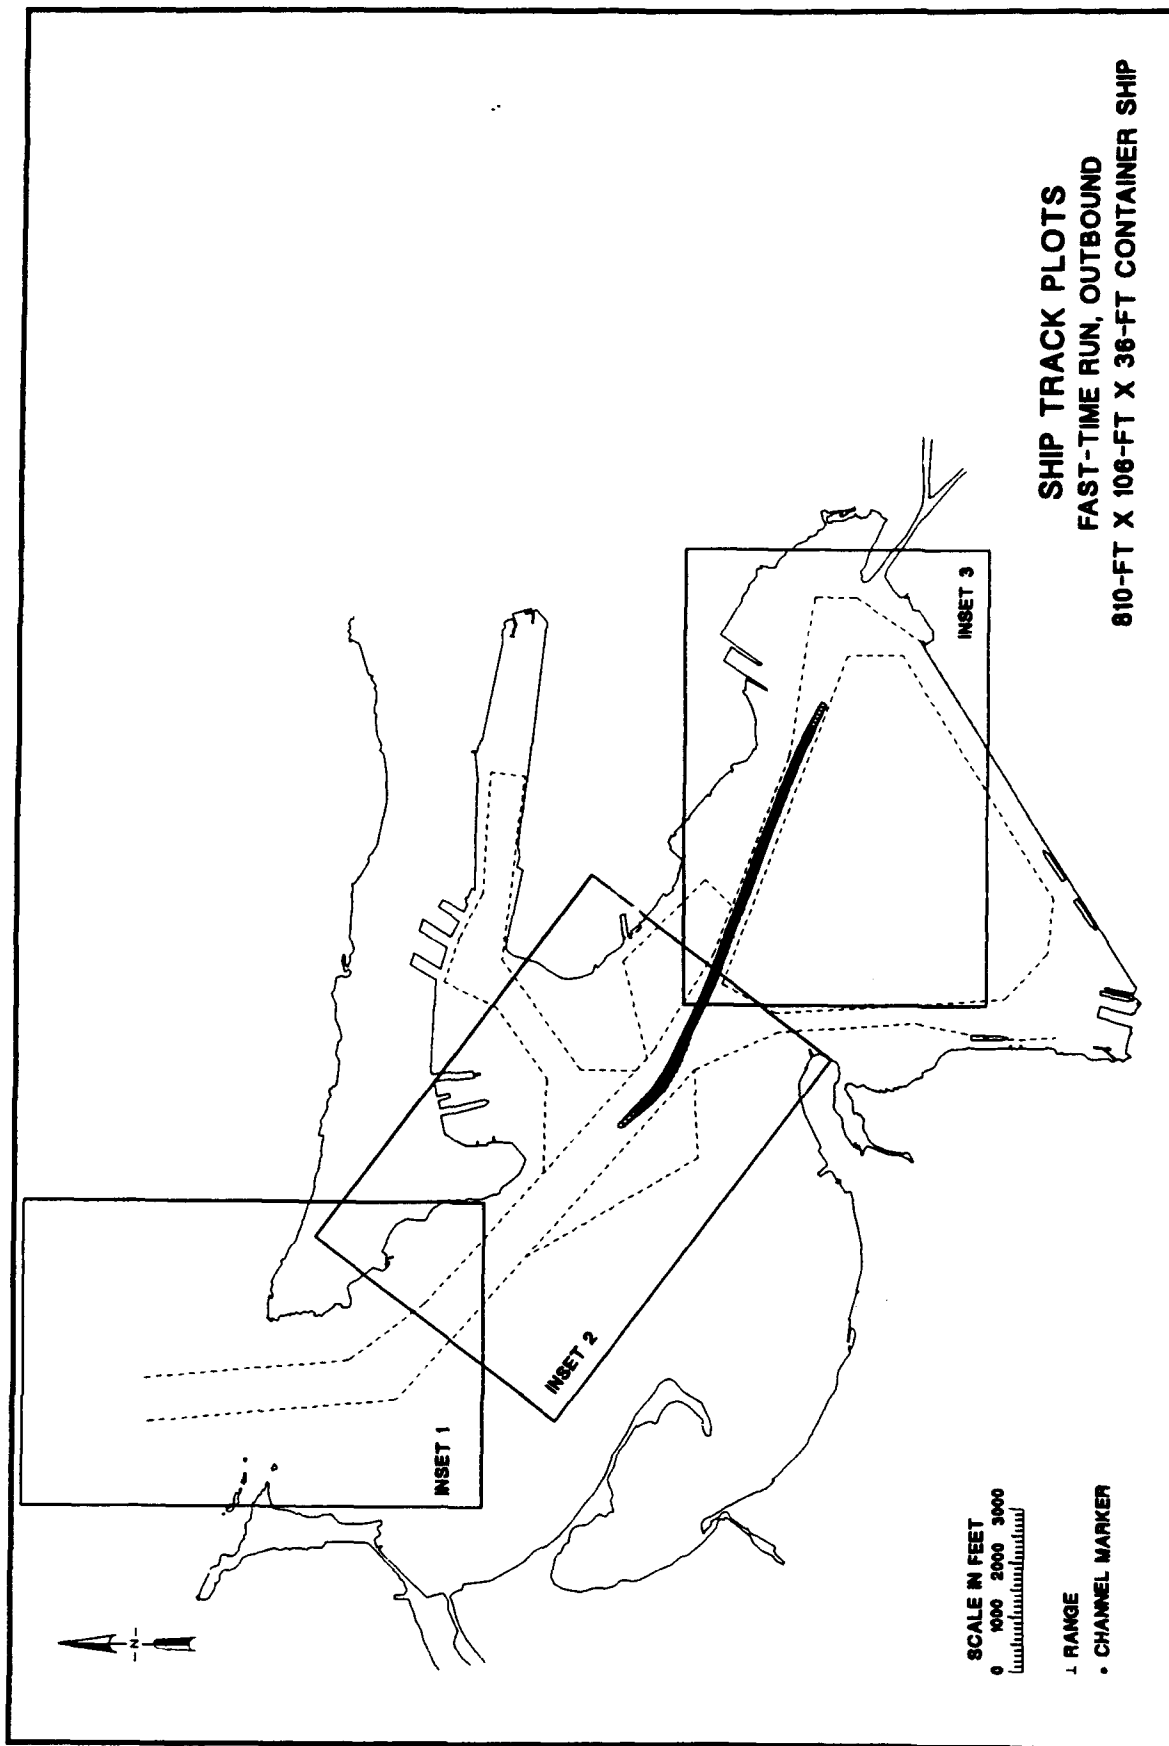 SHIP TRACK PLOTS
FAST-TIME RUN, OUTBOUND
810-FT X 106-FT X 36-FT CONTAINER SHIP
INSET 1
INSET 2
INSET 3
N
SCALE IN FEET
0 1000 2000 3000
⊥ RANGE
• CHANNEL MARKER